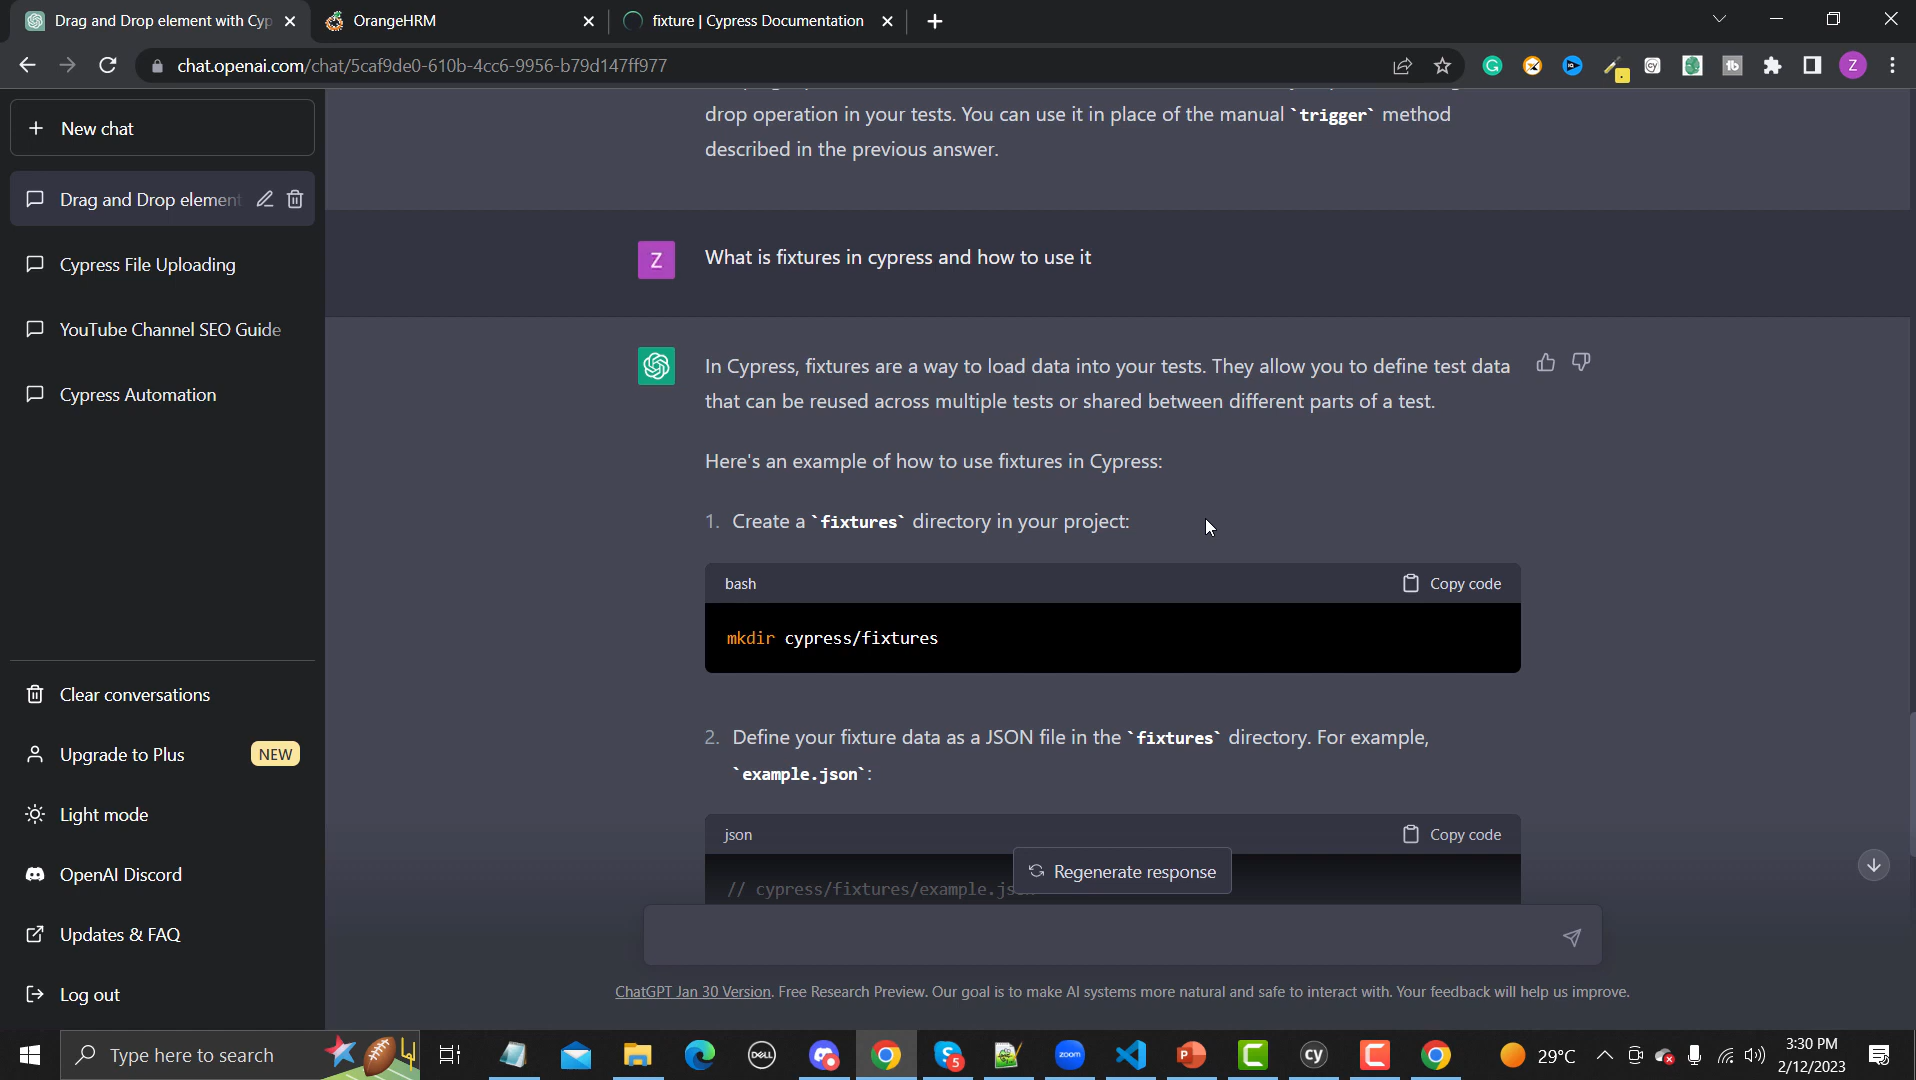 Drag and Drop element with Cyp
OrangeHRM
fixture | Cypress Documentation
chat.openai.com/chat/5caf9de0-610b-4cc6-9956-b79d147ff977
Z
New chat
Drag and Drop element
Cypress File Uploading
YouTube Channel SEO Guide
Cypress Automation
Clear conversations
Upgrade to Plus NEW
Light mode
OpenAI Discord
Updates & FAQ
Log out
drop operation in your tests. You can use it in place of the manual `trigger` method
described in the previous answer.
Z
What is fixtures in cypress and how to use it
In Cypress, fixtures are a way to load data into your tests. They allow you to define test data
that can be reused across multiple tests or shared between different parts of a test.
Here's an example of how to use fixtures in Cypress:
1. Create a `fixtures` directory in your project:
bash
Copy code
mkdir cypress/fixtures
2. Define your fixture data as a JSON file in the `fixtures` directory. For example,
`example.json`:
json
Copy code
// cypress/fixtures/example.json
Regenerate response
ChatGPT Jan 30 Version. Free Research Preview. Our goal is to make AI systems more natural and safe to interact with. Your feedback will help us improve.
Type here to search
DELL
5
zoom
cy
29°C
3:30 PM
2/12/2023